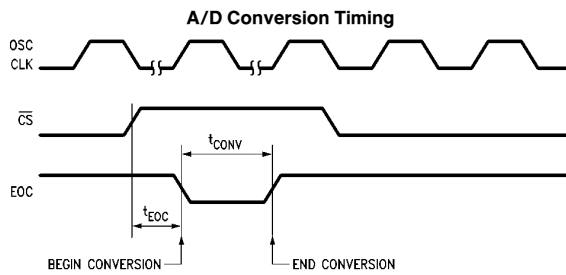 A/D Conversion Timing
OSC
CLK
CS
tCONV
EOC
tEOC
BEGIN CONVERSION
END CONVERSION